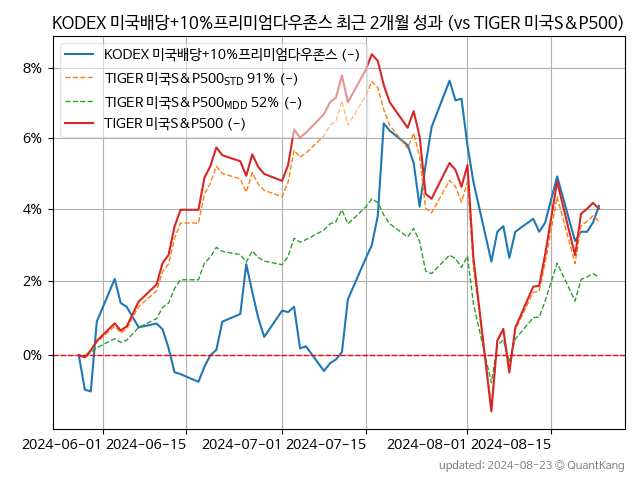 KODEX 미국배당+10%프리미엄다우존스 최근 2개월 성과 (vs TIGER 미국S&P500)
KODEX 미국배당+10%프리미엄다우존스 (-)
TIGER 미국S&P500STD 91% (-)
TIGER 미국S&P500MDD 52% (-)
TIGER 미국S&P500 (-)
8%
6%
4%
2%
0%
2024-06-01 2024-06-15 2024-07-01 2024-07-15 2024-08-01 2024-08-15
updated: 2024-08-23 © QuantKang